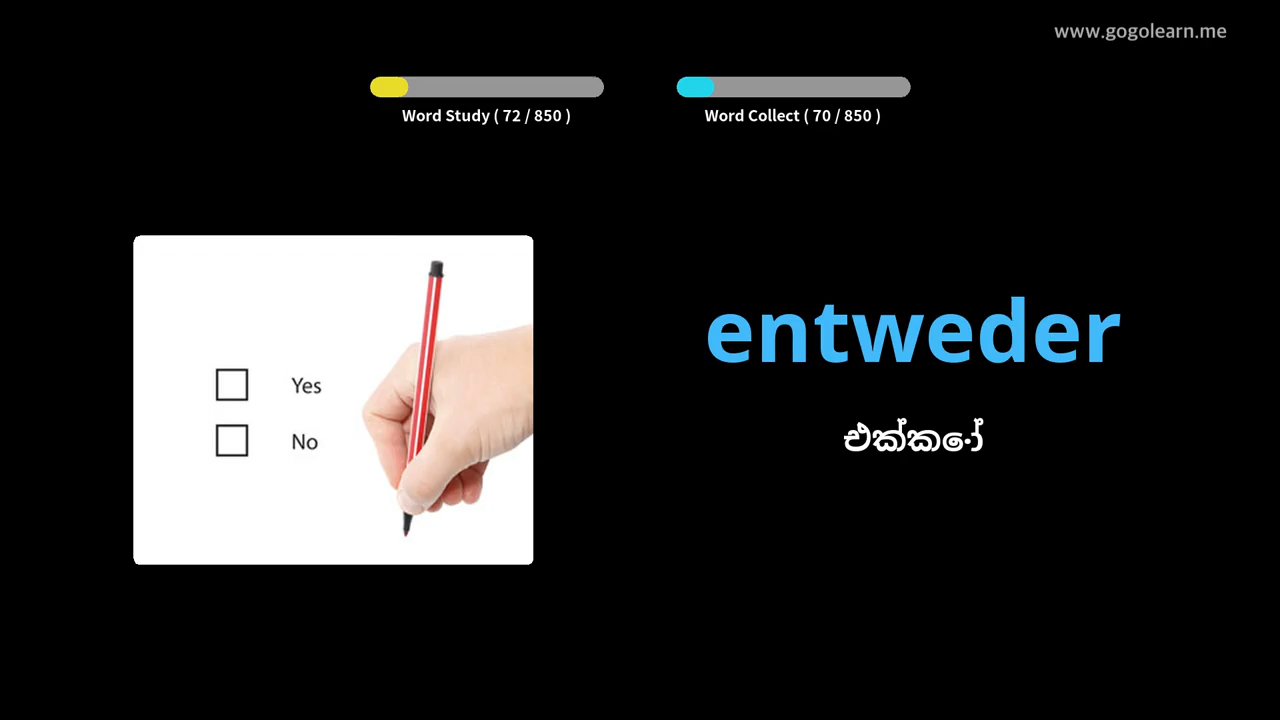 www.gogolearn.me
Word Study ( 72 / 850 )
Word Collect ( 70 / 850 )
Yes
No
entweder
එක්කෝ